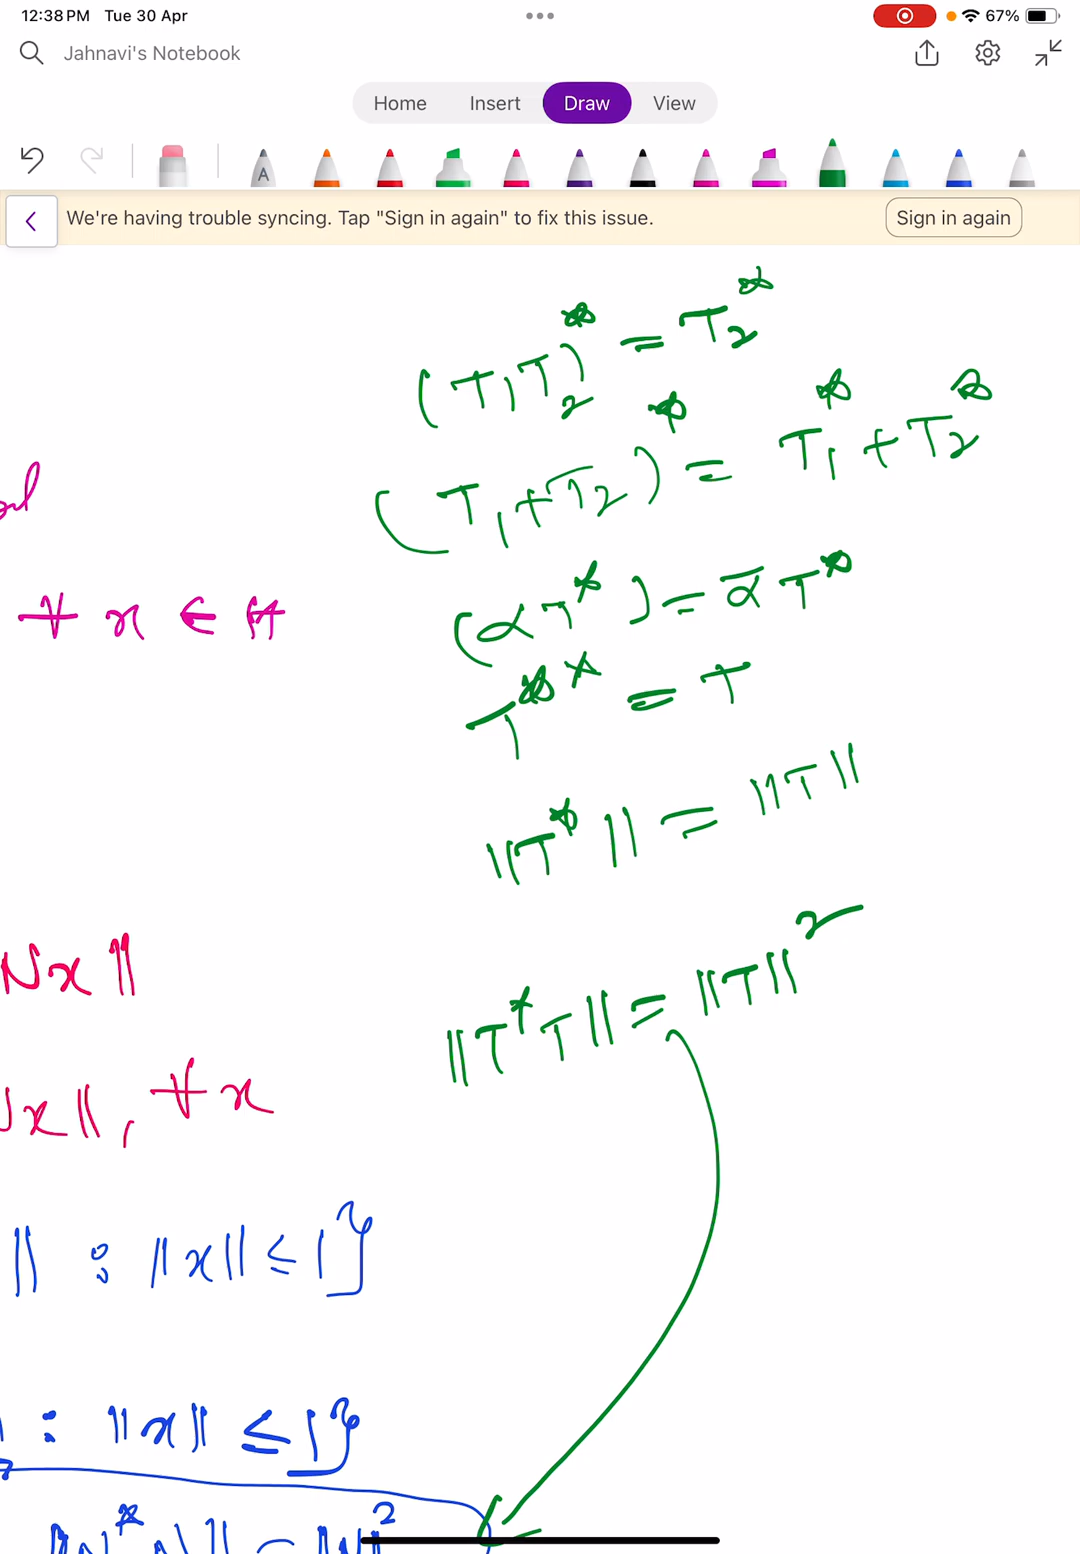 12:38 PM Tue 30 Apr 67%
Jahnavi's Notebook
Home Insert Draw View
A
We're having trouble syncing. Tap "Sign in again" to fix this issue. Sign in again
(T₁T₂)* = T₂*
(T₁+T₂)* = T₁* + T₂*
∀ x ∈ H
(αT*) = ᾱT*
T** = T
||T*|| = ||T||
Nx||
||T*T|| = ||T||²
x||, ∀x
|| : ||x|| ≤ 1}
: ||x|| ≤ 1}
||N*N|| = ||N||²